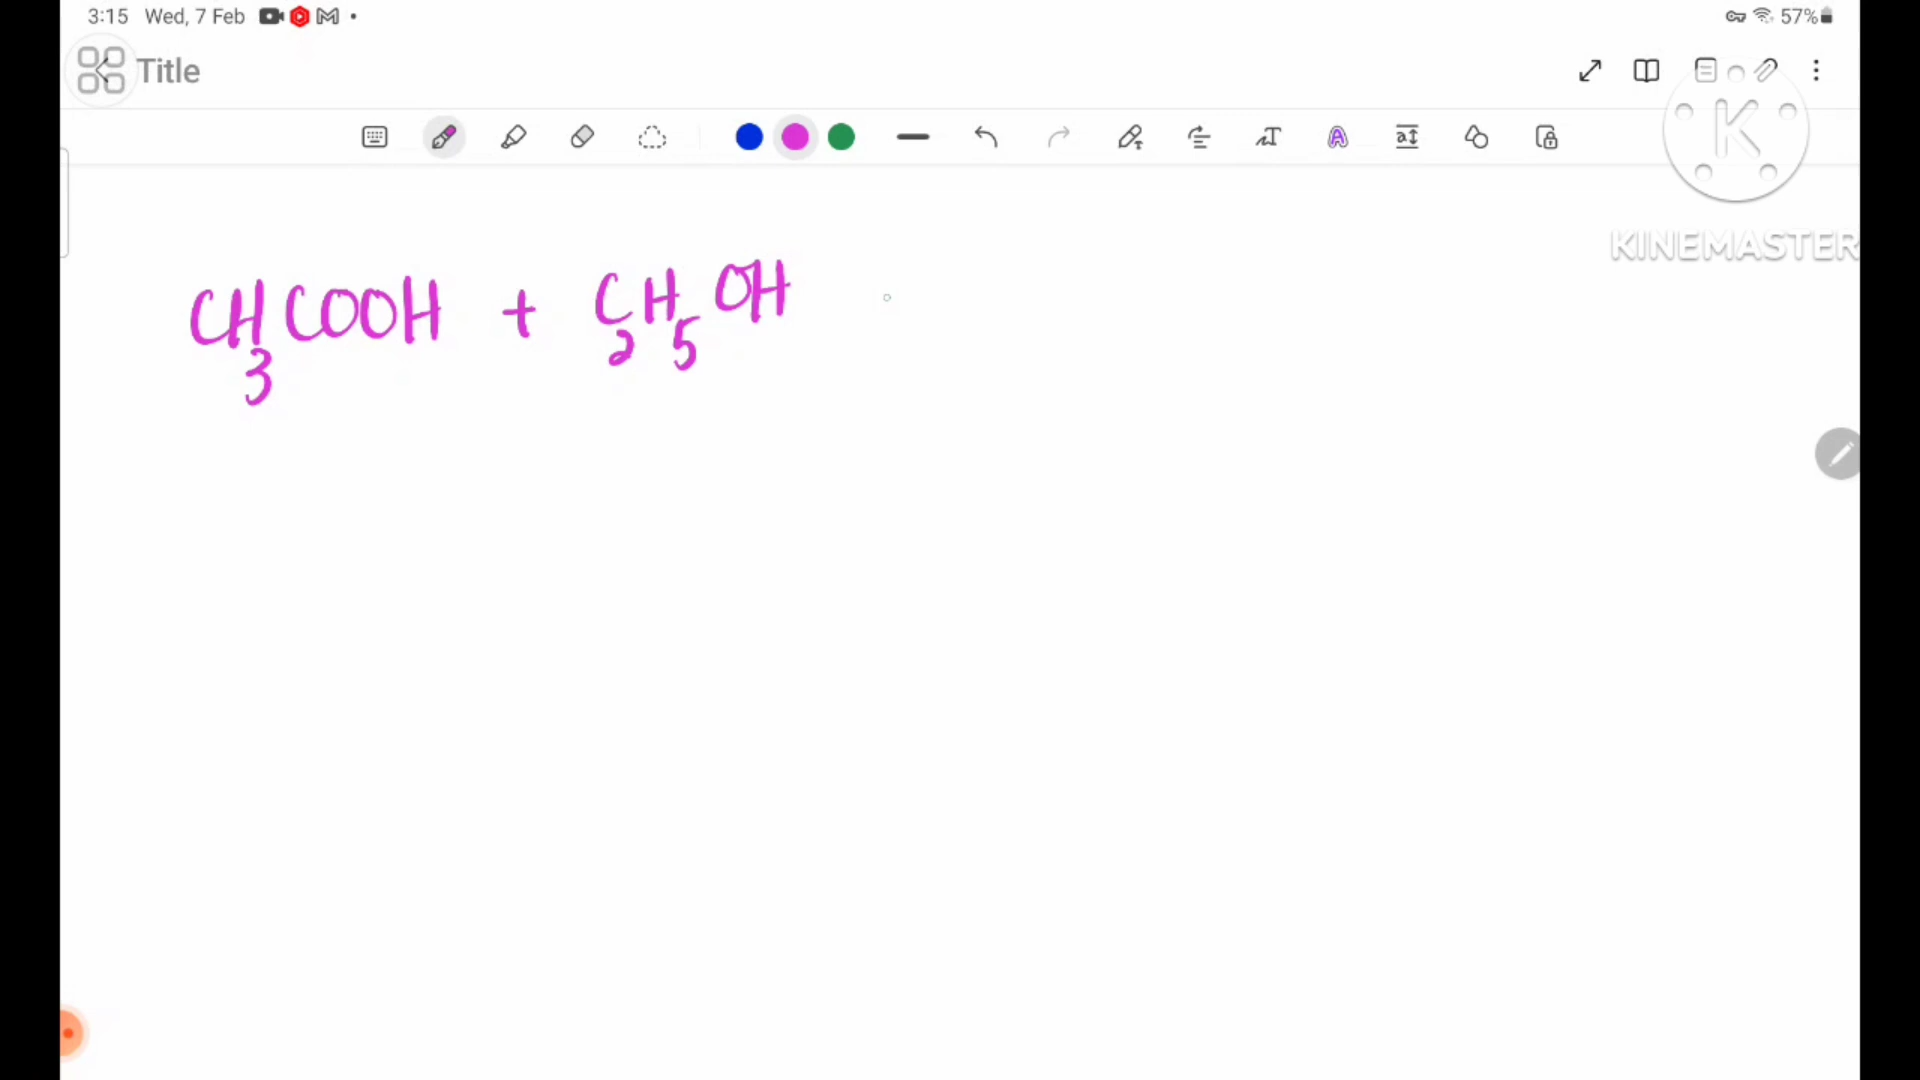 3:15 Wed, 7 Feb 57%
Title
KINEMASTER
CH₃COOH + C₂H₅OH